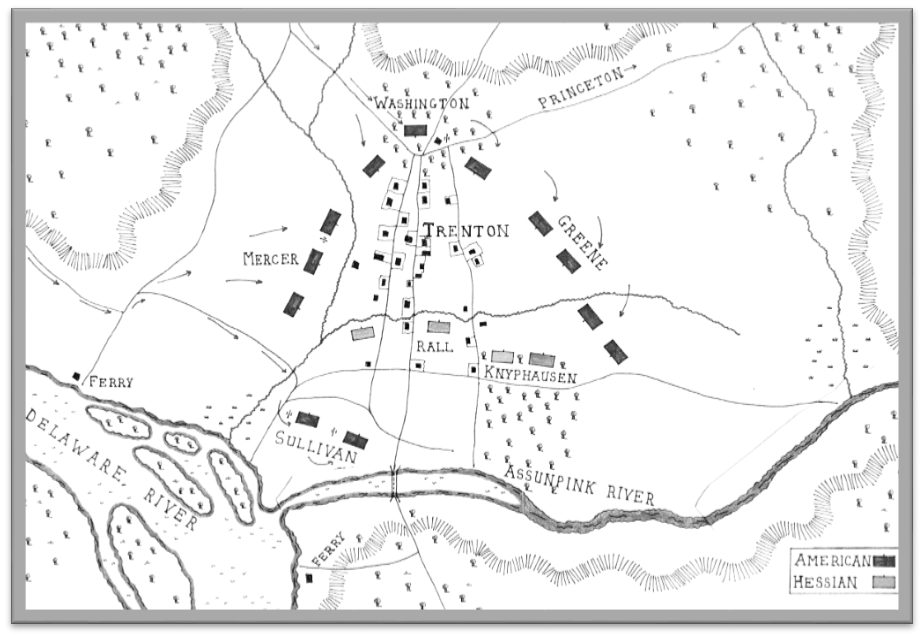 WASHINGTON
PRINCETON
TRENTON
GREENE
MERCER
RALL
KNYPHAUSEN
FERRY
SULLIVAN
DELAWARE RIVER
ASSUNPINK RIVER
FERRY
AMERICAN
HESSIAN